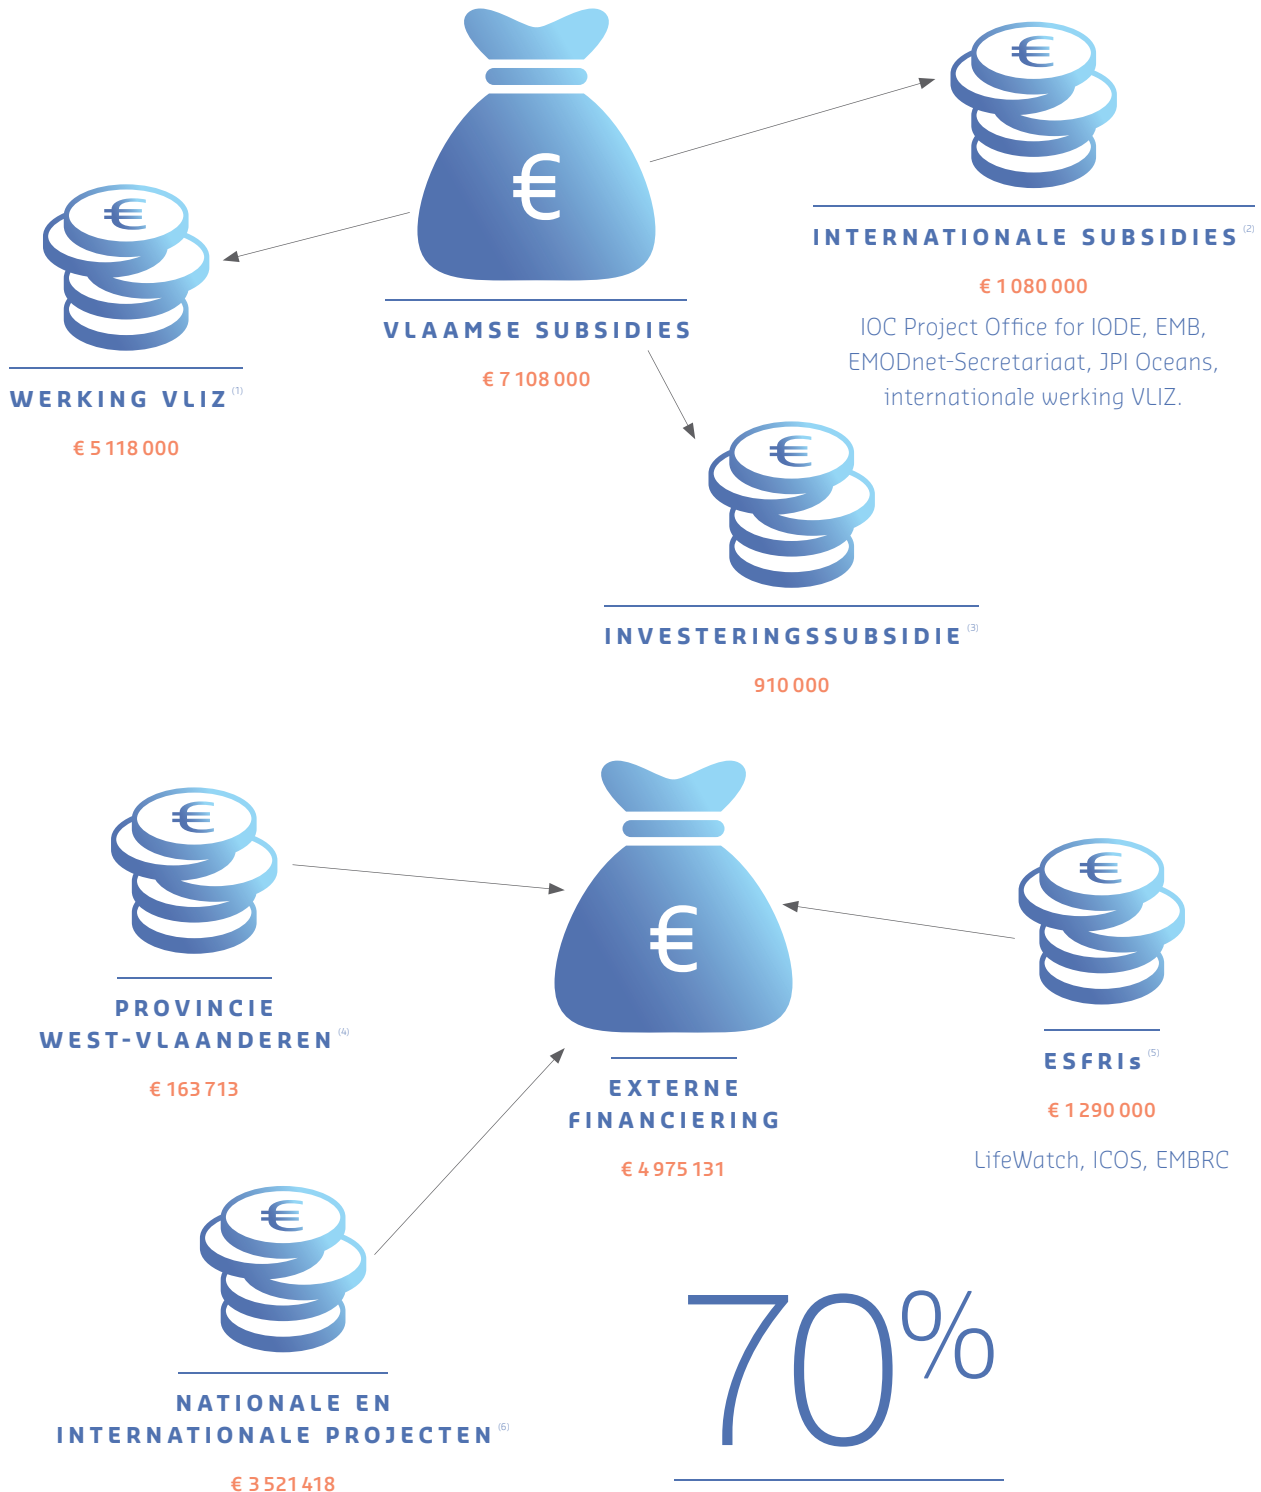 €
€
€
INTERNATIONALE SUBSIDIES (2)
€ 1 080 000
IOC Project Office for IODE, EMB,
EMODnet-Secretariaat, JPI Oceans,
internationale werking VLIZ.
VLAAMSE SUBSIDIES
€ 7 108 000
WERKING VLIZ (1)
€ 5 118 000
€
INVESTERINGSSUBSIDIE (3)
910 000
€
€
€
PROVINCIE
WEST-VLAANDEREN (4)
€ 163 713
EXTERNE
FINANCIERING
€ 4 975 131
ESFRIs (5)
€ 1 290 000
LifeWatch, ICOS, EMBRC
€
NATIONALE EN
INTERNATIONALE PROJECTEN (6)
€ 3 521 418
70%